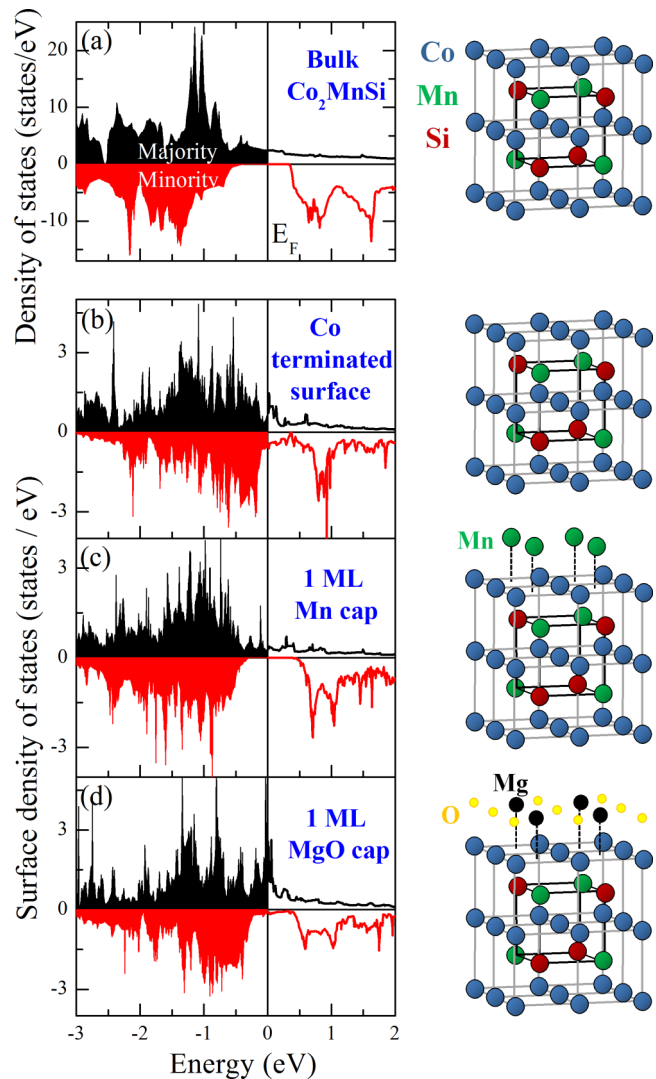 Density of states (states/eV)
(a)
Bulk
Co₂MnSi
20
10
0
-10
Majority
Minority
E_F
Co
Mn
Si
(b)
Co
terminated
surface
3
0
-3
Surface density of states (states / eV)
(c)
1 ML
Mn cap
3
0
-3
Mn
(d)
1 ML
MgO cap
3
0
-3
Mg
O
-3 -2 -1 0 1 2
Energy (eV)